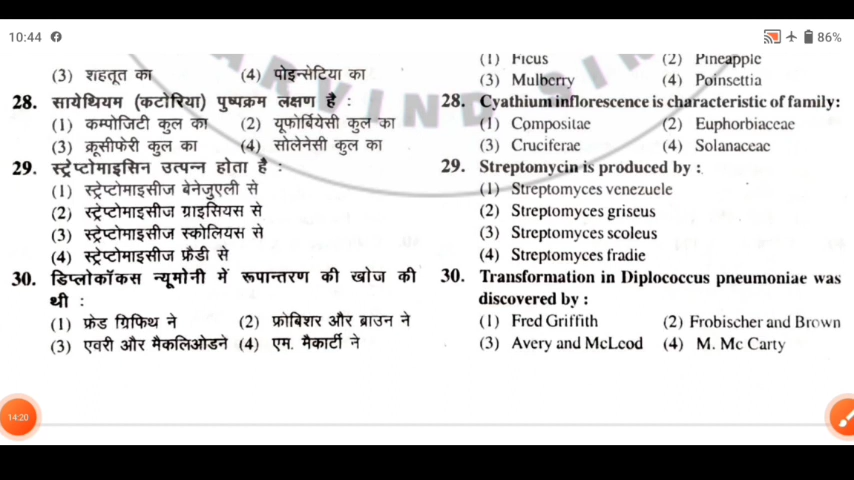 10:44
86%
(3) शहतूत का (4) पोइन्सेटिया का
28. सायेथियम (कटोरिया) पुष्पक्रम लक्षण है :
(1) कम्पोजिटी कुल का (2) यूफोर्बियेसी कुल का
(3) क्रूसीफेरी कुल का (4) सोलेनेसी कुल का
29. स्ट्रेप्टोमाइसिन उत्पन्न होता है :
(1) स्ट्रेप्टोमाइसीज बेनेजुएली से
(2) स्ट्रेप्टोमाइसीज ग्राइसियस से
(3) स्ट्रेप्टोमाइसीज स्कोलियस से
(4) स्ट्रेप्टोमाइसीज फ्रैडी से
30. डिप्लोकॉकस न्यूमोनी में रूपान्तरण की खोज की
थी :
(1) फ्रेड ग्रिफिथ ने (2) फ्रोबिशर और ब्राउन ने
(3) एवरी और मैकलिओडने (4) एम. मैकार्टी ने
(1) Ficus (2) Pineapple
(3) Mulberry (4) Poinsettia
28. Cyathium inflorescence is characteristic of family:
(1) Compositae (2) Euphorbiaceae
(3) Cruciferae (4) Solanaceae
29. Streptomycin is produced by :
(1) Streptomyces venezuele
(2) Streptomyces griseus
(3) Streptomyces scoleus
(4) Streptomyces fradie
30. Transformation in Diplococcus pneumoniae was
discovered by :
(1) Fred Griffith (2) Frobischer and Brown
(3) Avery and McLeod (4) M. Mc Carty
14:20